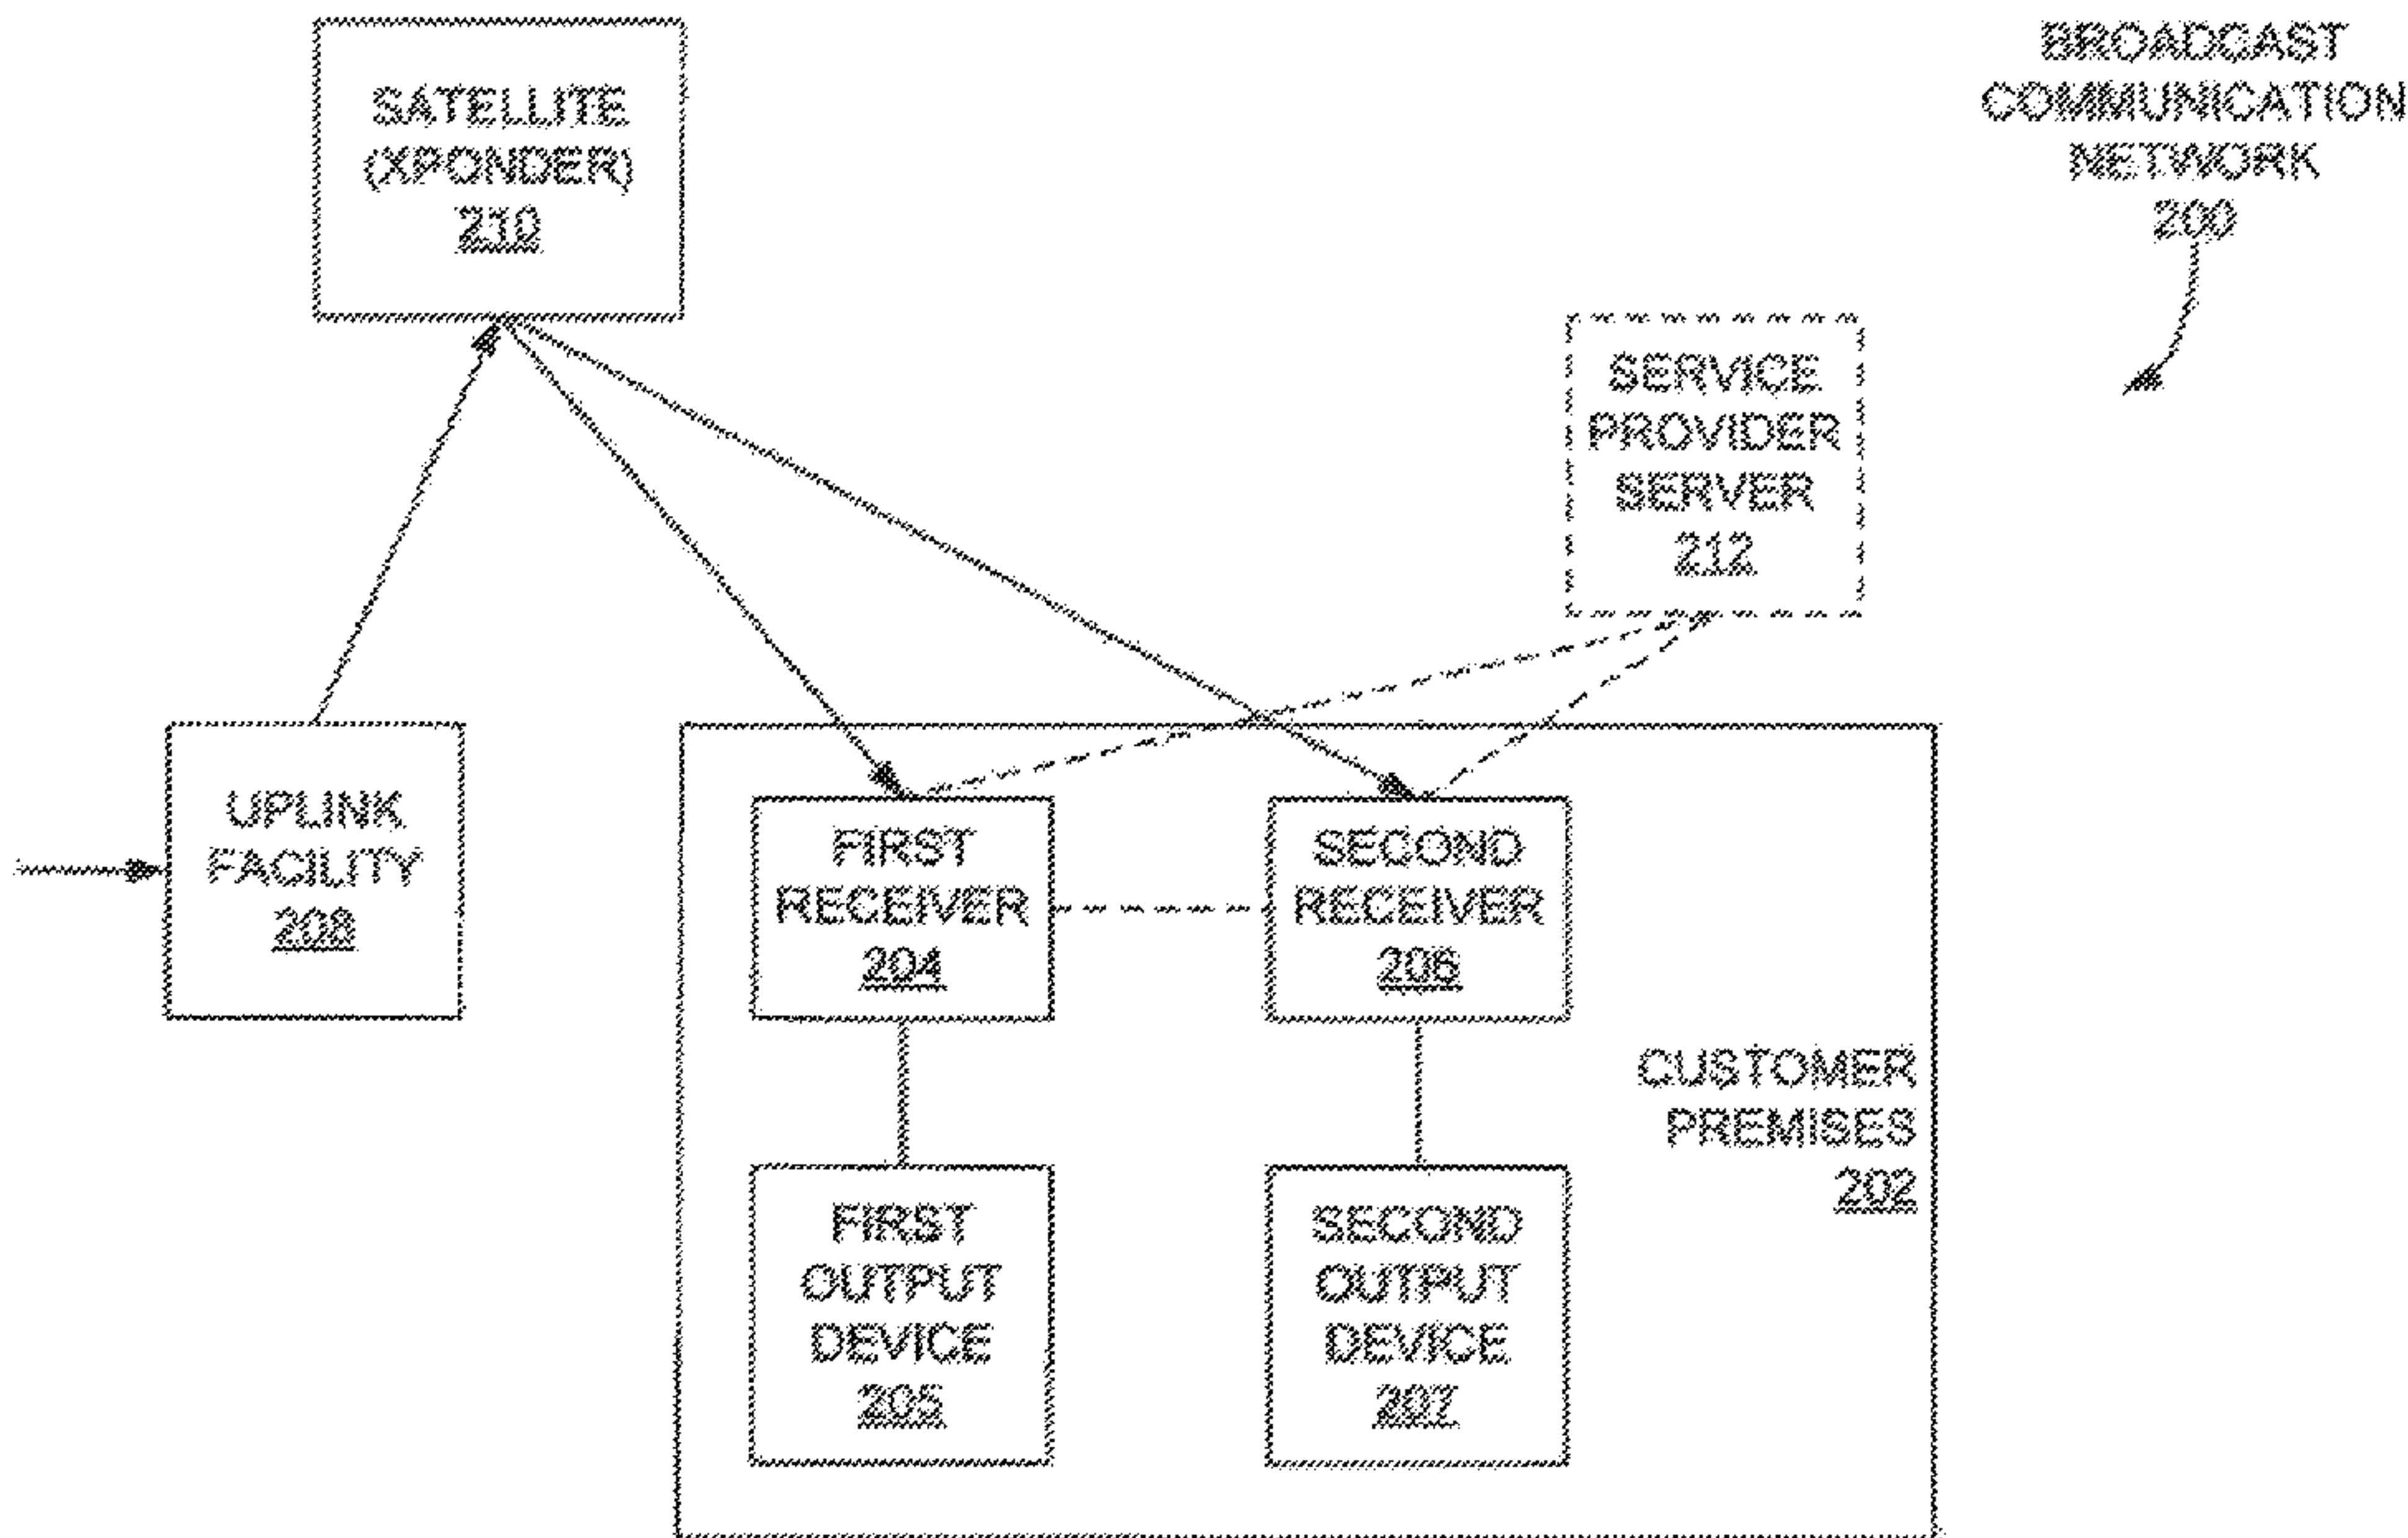 SATELLITE
(XPONDER)
210
BROADCAST
COMMUNICATION
NETWORK
200
SERVICE
PROVIDER
SERVER
212
UPLINK
FACILITY
208
FIRST
RECEIVER
204
SECOND
RECEIVER
206
CUSTOMER
PREMISES
202
FIRST
OUTPUT
DEVICE
205
SECOND
OUTPUT
DEVICE
207